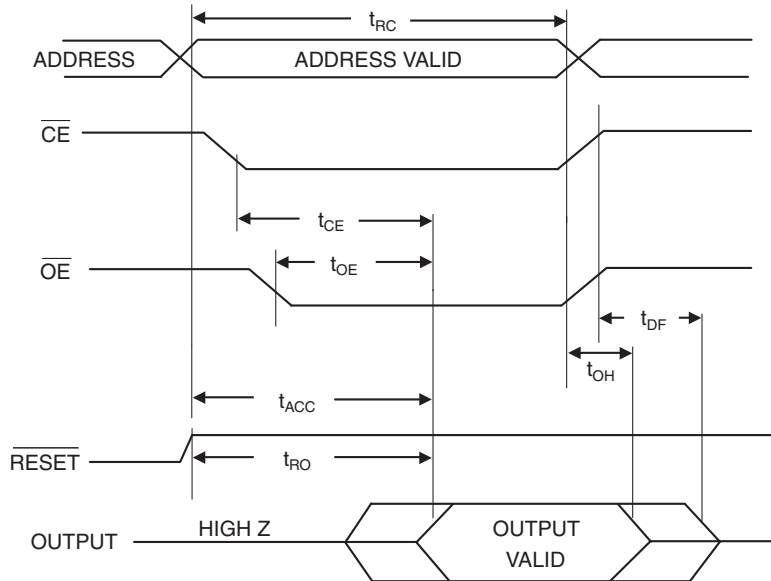 tRC
ADDRESS
ADDRESS VALID
CE
tCE
tOE
OE
tDF
tOH
tACC
RESET
tRO
OUTPUT
HIGH Z
OUTPUT
VALID